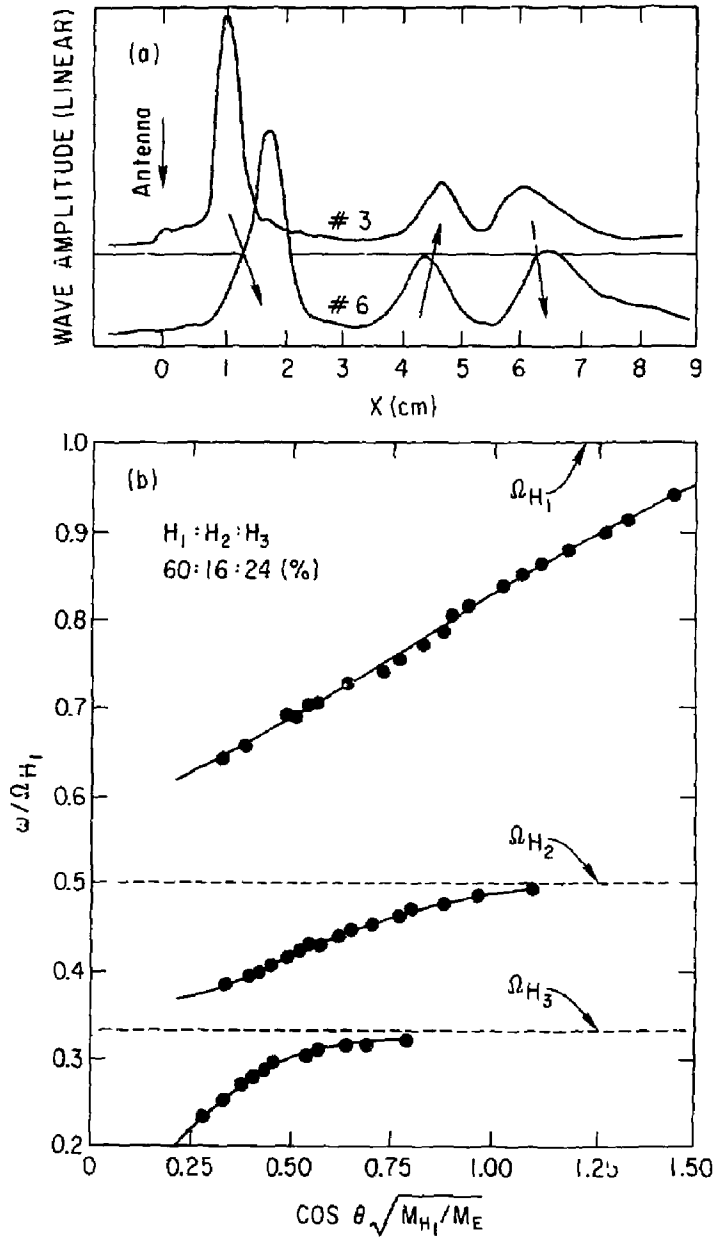 (a)
WAVE AMPLITUDE (LINEAR)
Antenna
# 3
# 6
0 1 2 3 4 5 6 7 8 9
X (cm)
(b)
1.0
0.9
0.8
0.7
0.6
0.5
0.4
0.3
0.2
ω/Ω_H₁
H₁:H₂:H₃
60:16:24 (%)
Ω_H₁
Ω_H₂
Ω_H₃
0 0.25 0.50 0.75 1.00 1.25 1.50
COS θ√M_H₁/M_E